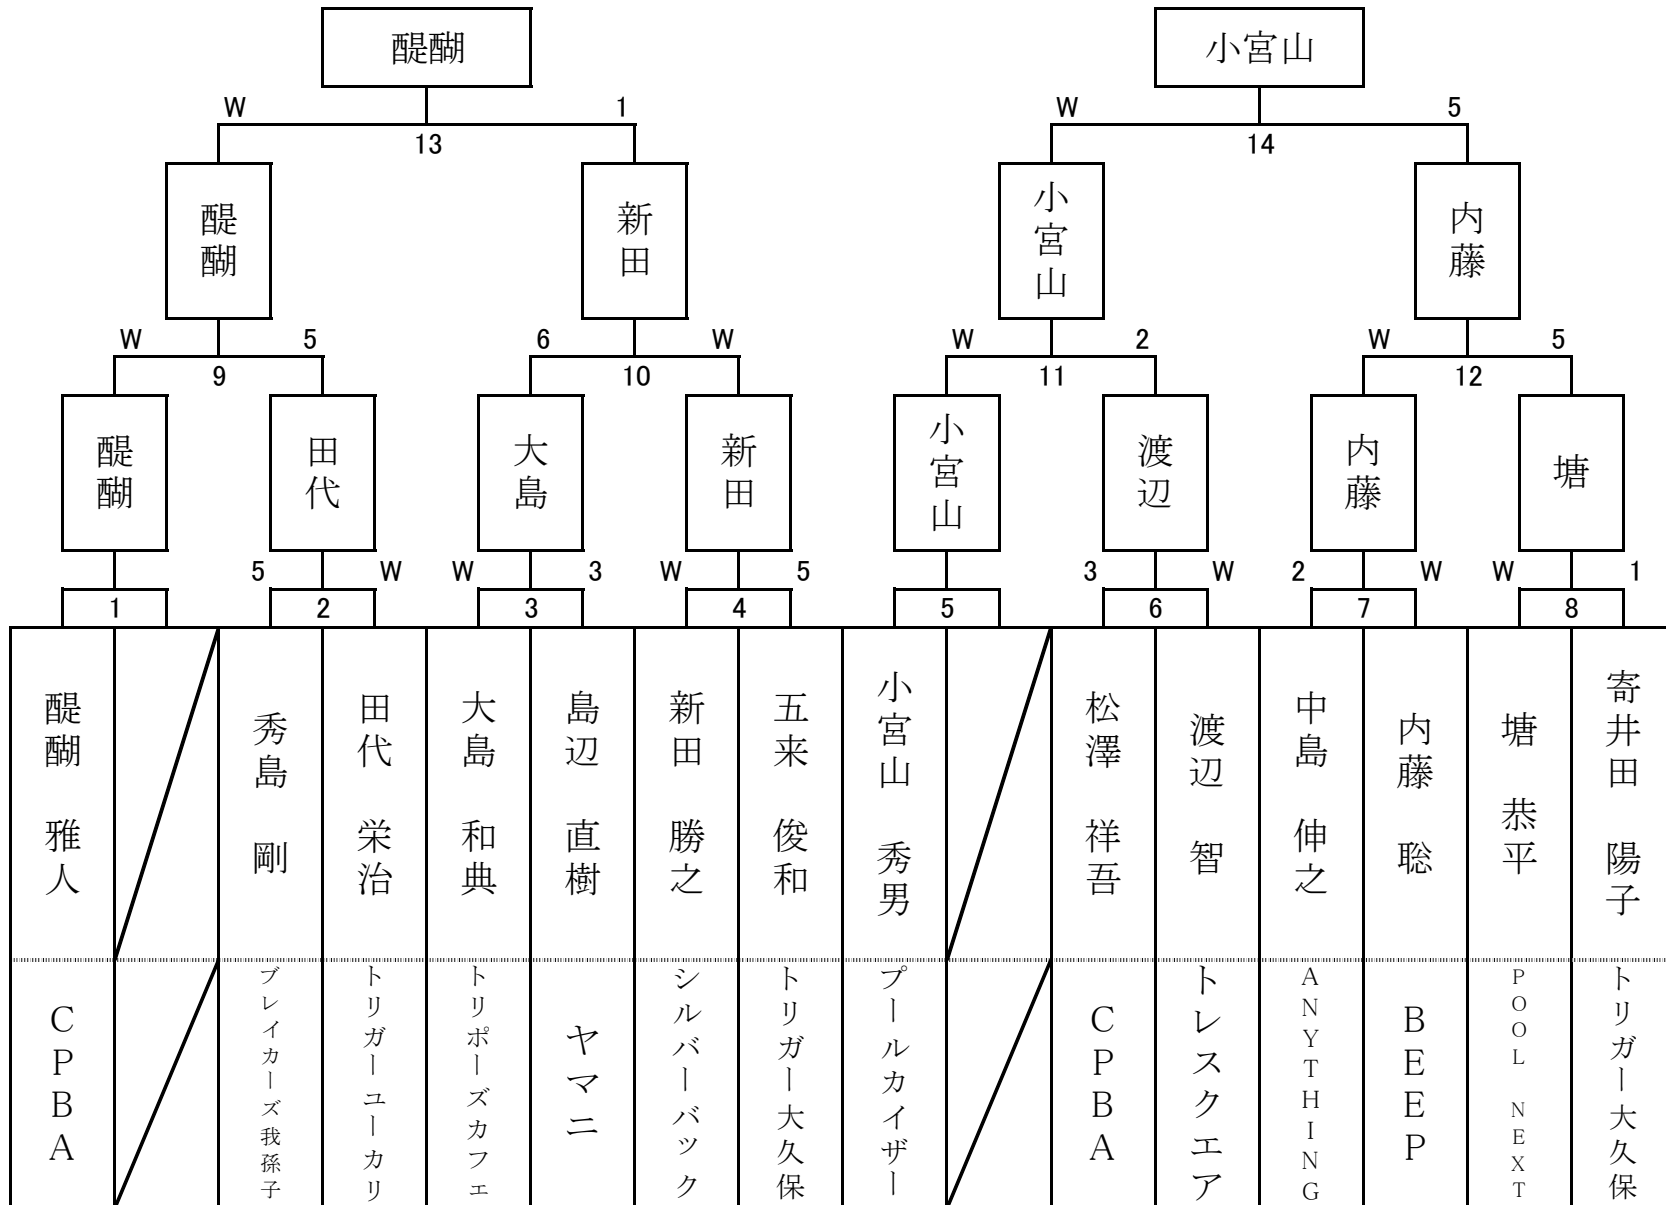 醍醐
小宮山
W 1 W 5
13 14
醍醐
新田
小宮山
内藤
W 5 6 W W 2 W 5
9 10 11 12
醍醐
田代
大島
新田
小宮山
渡辺
内藤
塘
5 W W 3 W 5 3 W 2 W W 1
1 2 3 4 5 6 7 8
醍醐 雅人
秀島 剛
田代 栄治
大島 和典
島辺 直樹
新田 勝之
五来 俊和
小宮山 秀男
松澤 祥吾
渡辺 智
中島 伸之
内藤 聡
塘 恭平
寄井田 陽子
CPBA
ブレイカーズ我孫子
トリガーユーカリ
トリポーズカフェ
ヤマニ
シルバーバック
トリガー大久保
プールカイザー
CPBA
トレスクエア
ANYTHING
BEEP
POOL NEXT
トリガー大久保